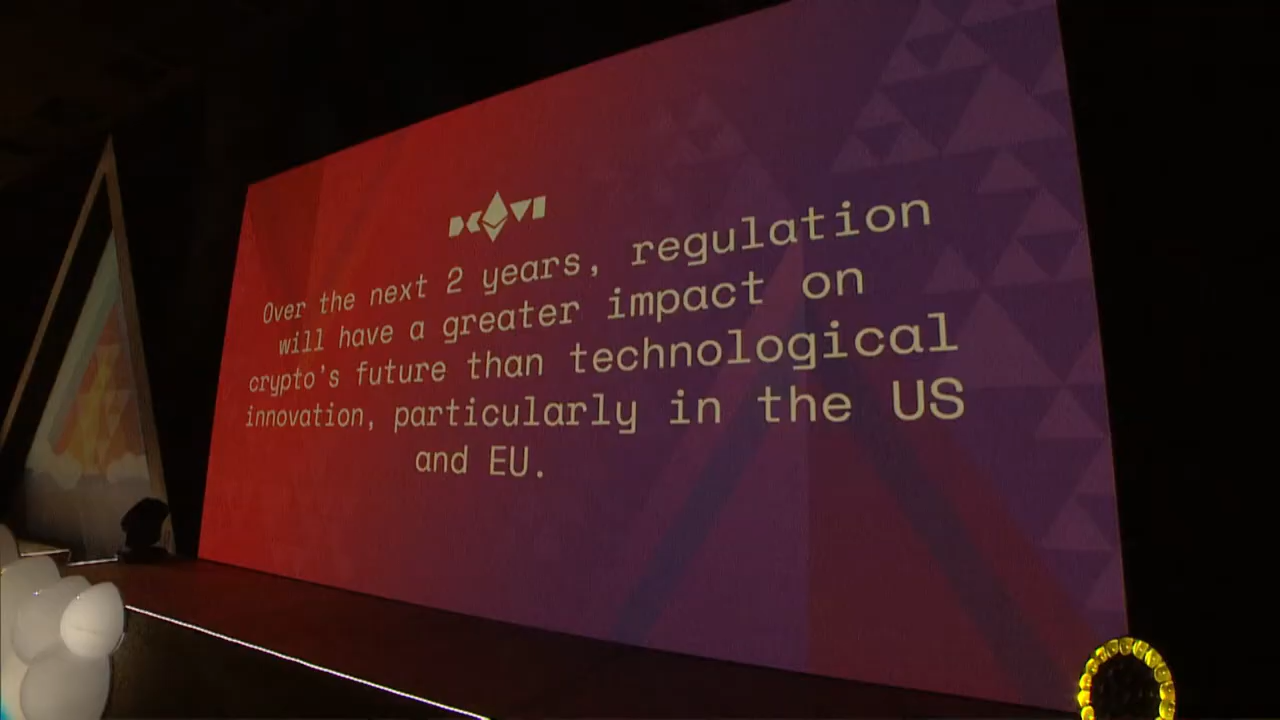 Over the next 2 years, regulation
will have a greater impact on
crypto's future than technological
innovation, particularly in the US
and EU.